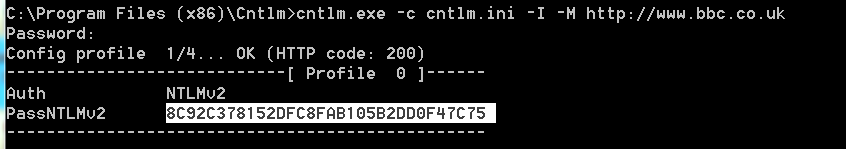 C:\Program Files (x86)\Cntlm>cntlm.exe -c cntlm.ini -I -M http://www.bbc.co.uk
Password:
Config profile  1/4... OK (HTTP code: 200)
----------------------------[ Profile  0 ]------
Auth            NTLMv2
PassNTLMv2      8C92C378152DFC8FAB105B2DD0F47C75
------------------------------------------------